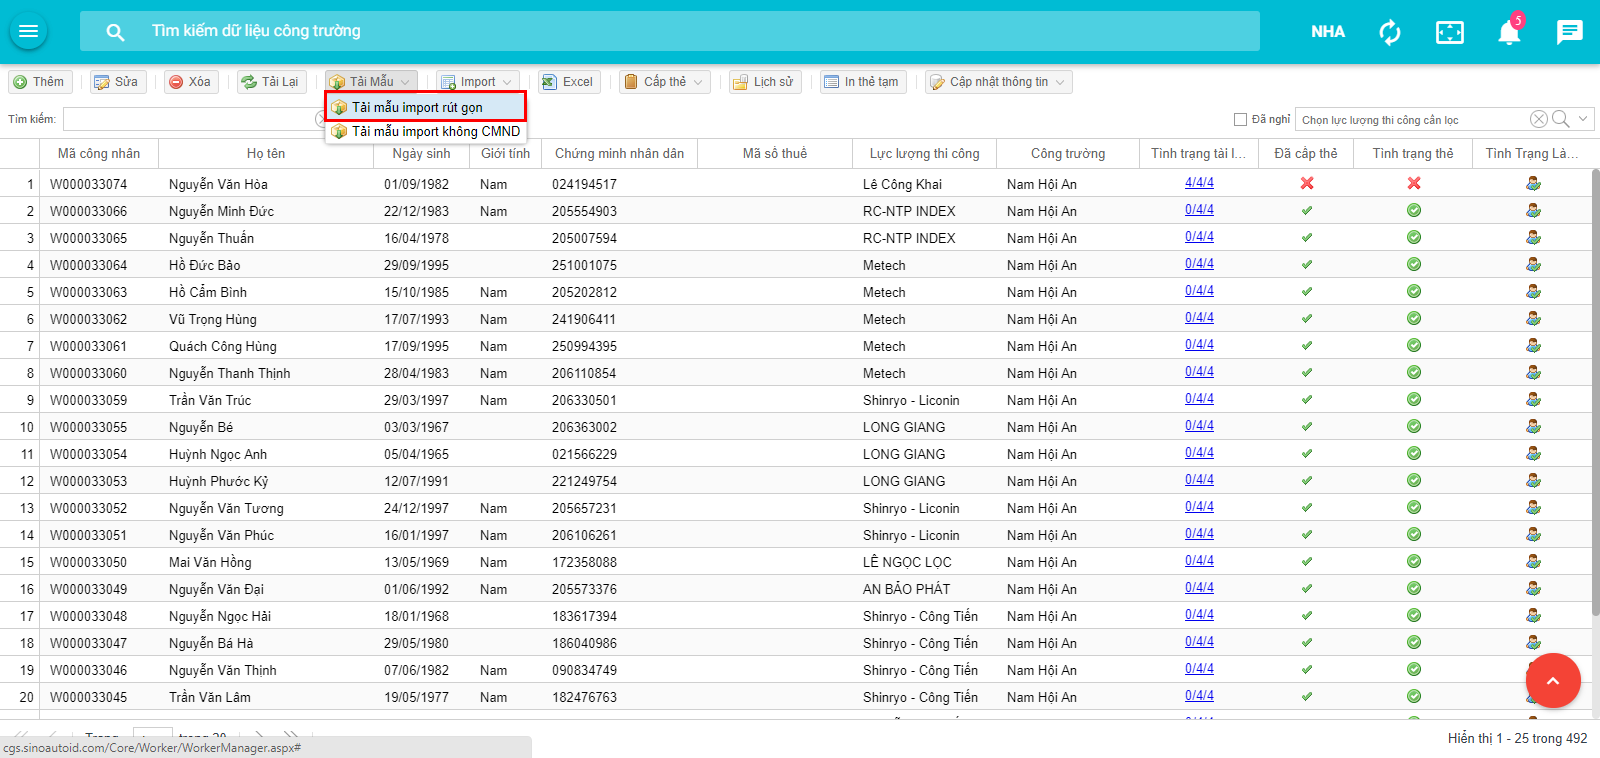 Tìm kiếm dữ liệu công trường
NHA
5
Thêm Sửa Xóa Tải Lại Tải Mẫu Import Excel Cấp thẻ Lịch sử In thẻ tạm Cập nhật thông tin
Tải mẫu import rút gọn
Tìm kiếm: Đã nghỉ Chọn lực lượng thi công cần lọc
Tải mẫu import không CMND
Mã công nhân Họ tên Ngày sinh Giới tính Chứng minh nhân dân Mã số thuế Lực lượng thi công Công trường Tình trạng tài l... Đã cấp thẻ Tình trạng thẻ Tình Trạng Là...
1 W000033074 Nguyễn Văn Hòa 01/09/1982 Nam 024194517 Lê Công Khai Nam Hội An 4/4/4
2 W000033066 Nguyễn Minh Đức 22/12/1983 Nam 205554903 RC-NTP INDEX Nam Hội An 0/4/4
3 W000033065 Nguyễn Thuấn 16/04/1978 205007594 RC-NTP INDEX Nam Hội An 0/4/4
4 W000033064 Hồ Đức Bảo 29/09/1995 251001075 Metech Nam Hội An 0/4/4
5 W000033063 Hồ Cẩm Bình 15/10/1985 Nam 205202812 Metech Nam Hội An 0/4/4
6 W000033062 Vũ Trọng Hùng 17/07/1993 Nam 241906411 Metech Nam Hội An 0/4/4
7 W000033061 Quách Công Hùng 17/09/1995 Nam 250994395 Metech Nam Hội An 0/4/4
8 W000033060 Nguyễn Thanh Thịnh 28/04/1983 Nam 206110854 Metech Nam Hội An 0/4/4
9 W000033059 Trần Văn Trúc 29/03/1997 Nam 206330501 Shinryo - Liconin Nam Hội An 0/4/4
10 W000033055 Nguyễn Bé 03/03/1967 206363002 LONG GIANG Nam Hội An 0/4/4
11 W000033054 Huỳnh Ngọc Anh 05/04/1965 021566229 LONG GIANG Nam Hội An 0/4/4
12 W000033053 Huỳnh Phước Kỷ 12/07/1991 221249754 LONG GIANG Nam Hội An 0/4/4
13 W000033052 Nguyễn Văn Tương 24/12/1997 Nam 205657231 Shinryo - Liconin Nam Hội An 0/4/4
14 W000033051 Nguyễn Văn Phúc 16/01/1997 Nam 206106261 Shinryo - Liconin Nam Hội An 0/4/4
15 W000033050 Mai Văn Hồng 13/05/1969 Nam 172358088 LÊ NGỌC LỌC Nam Hội An 0/4/4
16 W000033049 Nguyễn Văn Đại 01/06/1992 Nam 205573376 AN BẢO PHÁT Nam Hội An 0/4/4
17 W000033048 Nguyễn Ngọc Hải 18/01/1968 183617394 Shinryo - Công Tiến Nam Hội An 0/4/4
18 W000033047 Nguyễn Bá Hà 29/05/1980 186040986 Shinryo - Công Tiến Nam Hội An 0/4/4
19 W000033046 Nguyễn Văn Thịnh 07/06/1982 Nam 090834749 Shinryo - Công Tiến Nam Hội An 0/4/4
20 W000033045 Trần Văn Lâm 19/05/1977 Nam 182476763 Shinryo - Công Tiến Nam Hội An 0/4/4
Trang trong 20 Hiển thị 1 - 25 trong 492
cgs.sinoautoid.com/Core/Worker/WorkerManager.aspx#